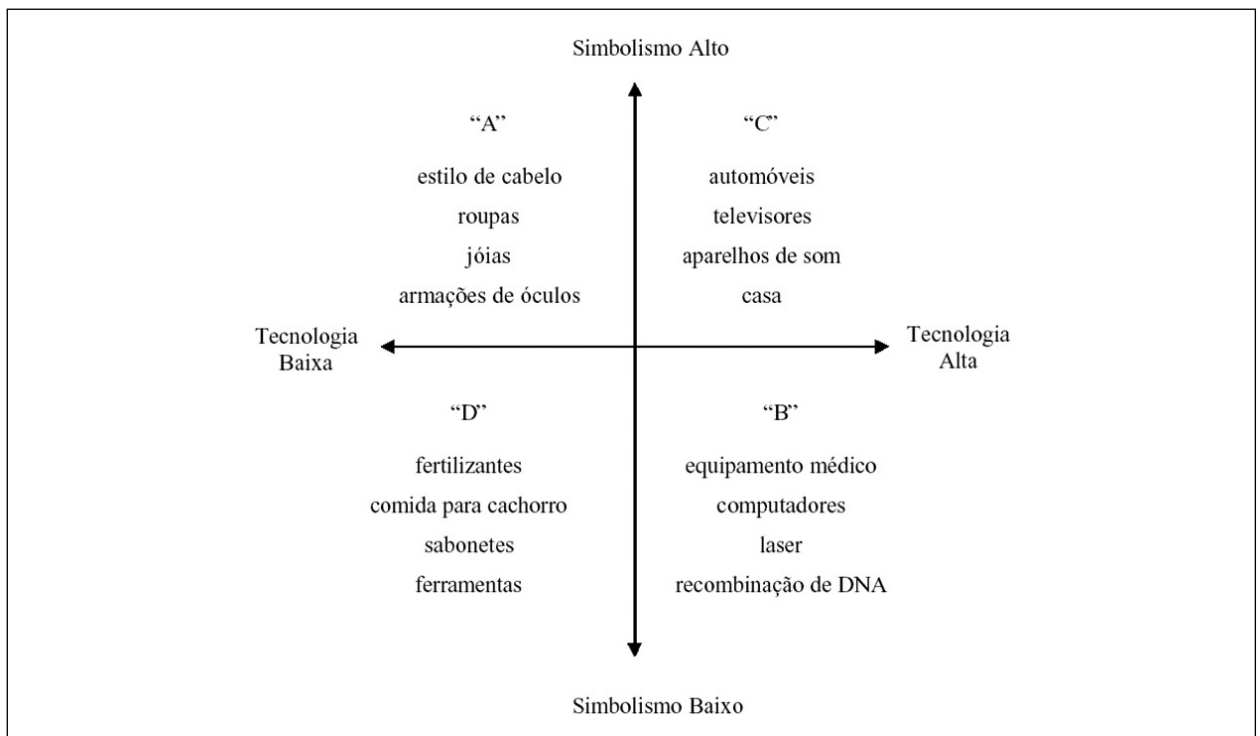 Simbolismo Alto
“A”
estilo de cabelo
roupas
jóias
armações de óculos
“C”
automóveis
televisores
aparelhos de som
casa
Tecnologia
Baixa
Tecnologia
Alta
“D”
fertilizantes
comida para cachorro
sabonetes
ferramentas
“B”
equipamento médico
computadores
laser
recombinação de DNA
Simbolismo Baixo